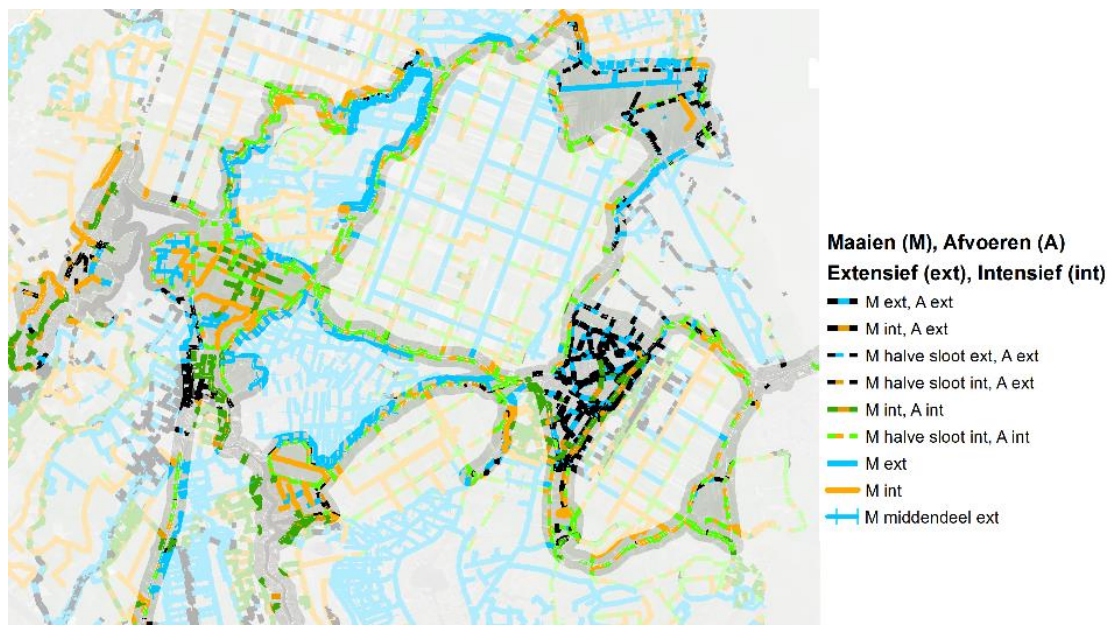 Maaien (M), Afvoeren (A)
Extensief (ext), Intensief (int)
M ext, A ext
M int, A ext
M halve sloot ext, A ext
M halve sloot int, A ext
M int, A int
M halve sloot int, A int
M ext
M int
M middendeel ext